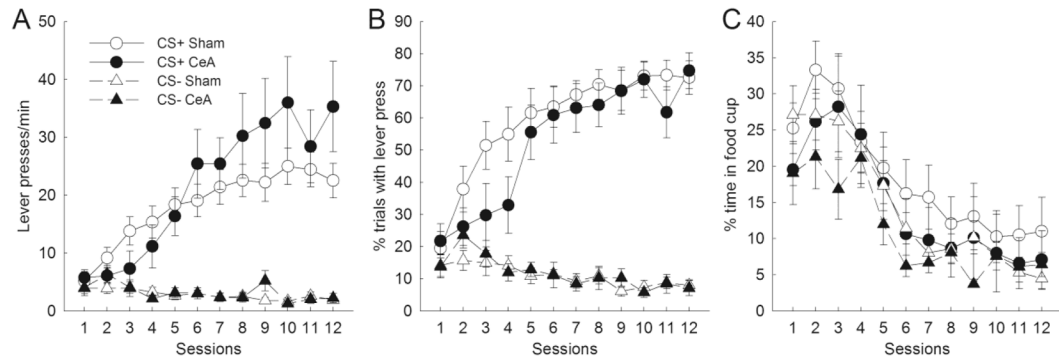 A
Lever presses/min
50
40
30
20
10
0
CS+ Sham
CS+ CeA
CS- Sham
CS- CeA
1 2 3 4 5 6 7 8 9 10 11 12
Sessions
B
% trials with lever press
90
80
70
60
50
40
30
20
10
0
1 2 3 4 5 6 7 8 9 10 11 12
Sessions
C
% time in food cup
40
35
30
25
20
15
10
5
0
1 2 3 4 5 6 7 8 9 10 11 12
Sessions